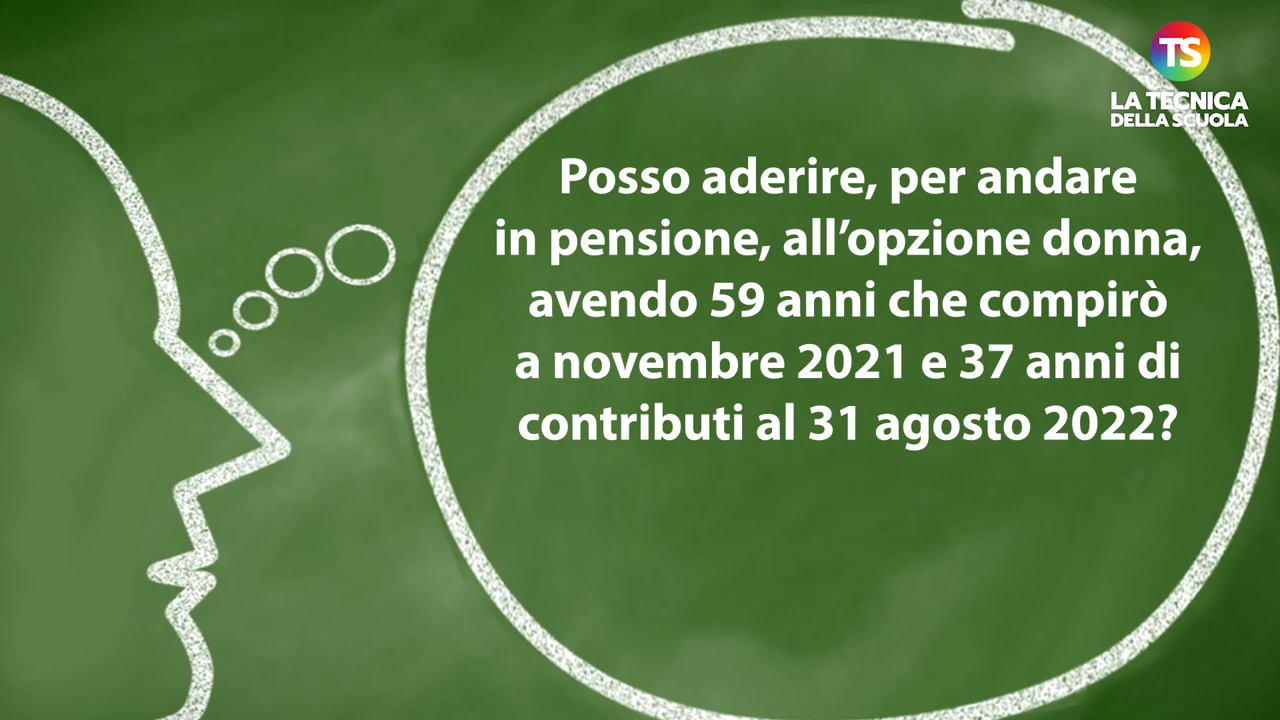 TS
LA TECNICA
DELLA SCUOLA
Posso aderire, per andare
in pensione, all’opzione donna,
avendo 59 anni che compirò
a novembre 2021 e 37 anni di
contributi al 31 agosto 2022?